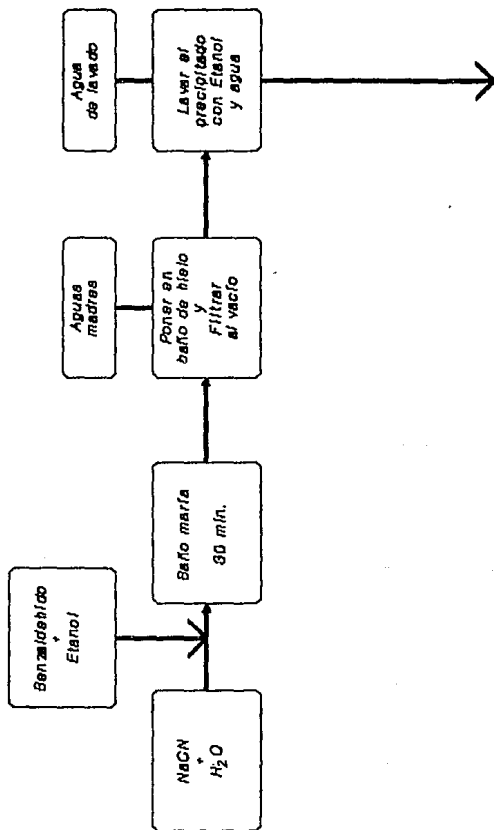 NaCN
+
H₂O
Benzaldehido
+
Etanol
Baño maría
30 min.
Poner en
baño de hielo
y
Filtrar
al vacío
Aguas
madres
Lavar el
precipitado
con Etanol
y agua
Agua
de lavado